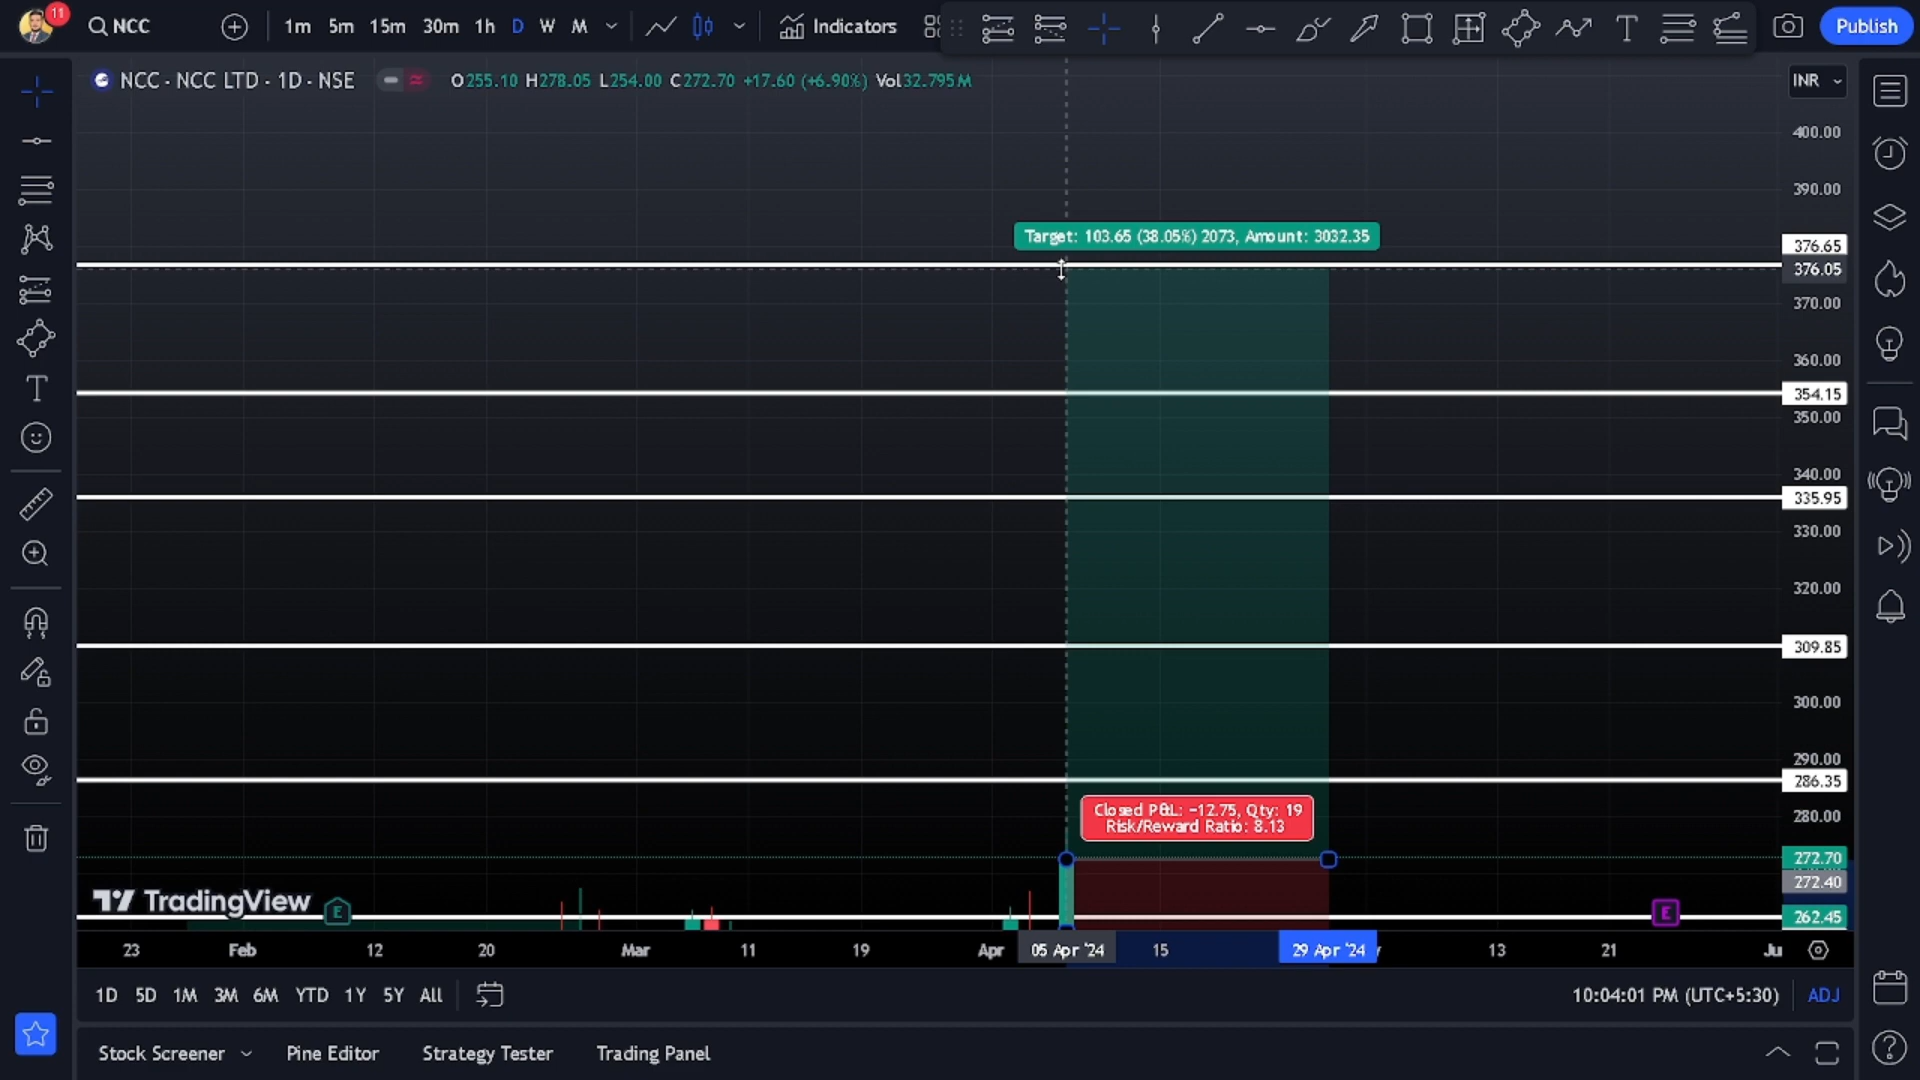 11
NCC
1m 5m 15m 30m 1h D W M
Indicators
Publish
NCC · NCC LTD · 1D · NSE
O255.10 H278.05 L254.00 C272.70 +17.60 (+6.90%) Vol32.795M
INR
400.00
390.00
Target: 103.65 (38.05%) 2073, Amount: 3032.35
376.65
376.05
370.00
360.00
354.15
350.00
340.00
335.95
330.00
320.00
309.85
300.00
290.00
286.35
Closed P&L: −12.75, Qty: 19
Risk/Reward Ratio: 8.13
280.00
272.70
272.40
262.45
TradingView
E
E
23 Feb 12 20 Mar 11 19 Apr 05 Apr '24 15 29 Apr '24 13 21 Ju
1D 5D 1M 3M 6M YTD 1Y 5Y All
10:04:01 PM (UTC+5:30) ADJ
Stock Screener Pine Editor Strategy Tester Trading Panel